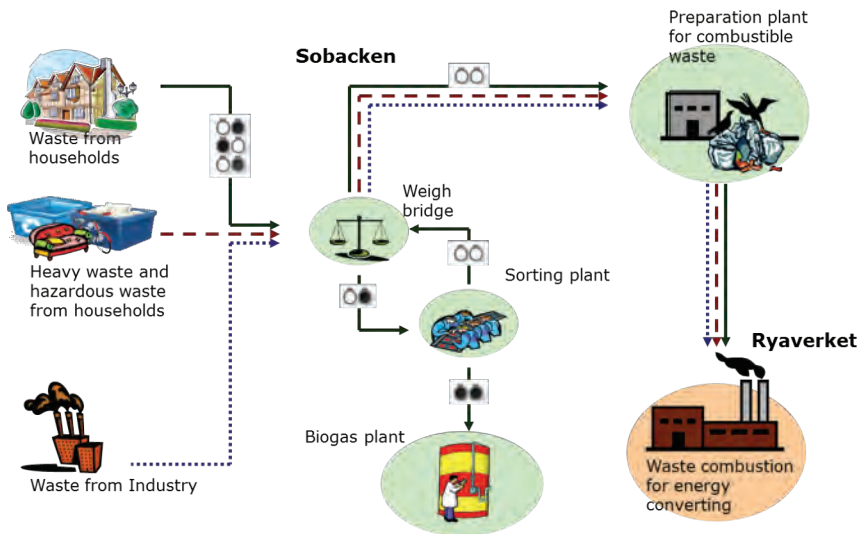 Preparation plant
for combustible
waste
Sobacken
Waste from
households
Weigh
bridge
Heavy waste and
hazardous waste
from households
Sorting plant
Ryaverket
Biogas plant
Waste from Industry
Waste combustion
for energy
converting